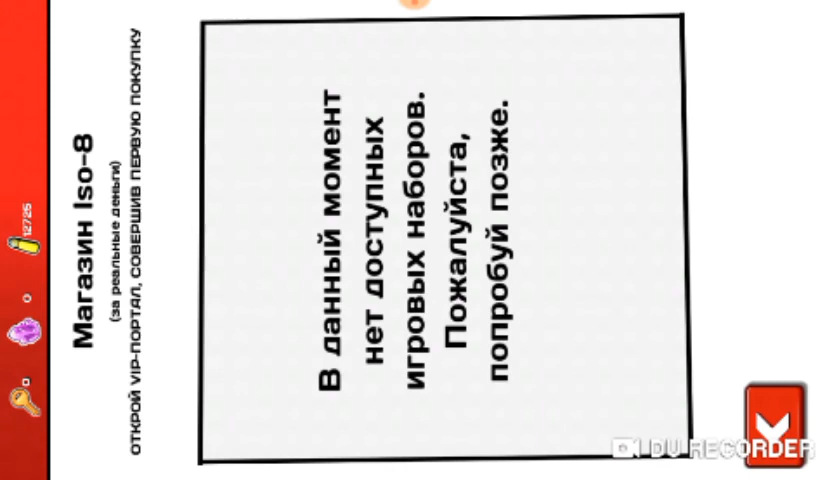 12725
0
Магазин Iso-8
(за реальные деньги)
ОТКРОЙ VIP-ПОРТАЛ, СОВЕРШИВ ПЕРВУЮ ПОКУПКУ
В данный момент
нет доступных
игровых наборов.
Пожалуйста,
попробуй позже.
DU RECORDER